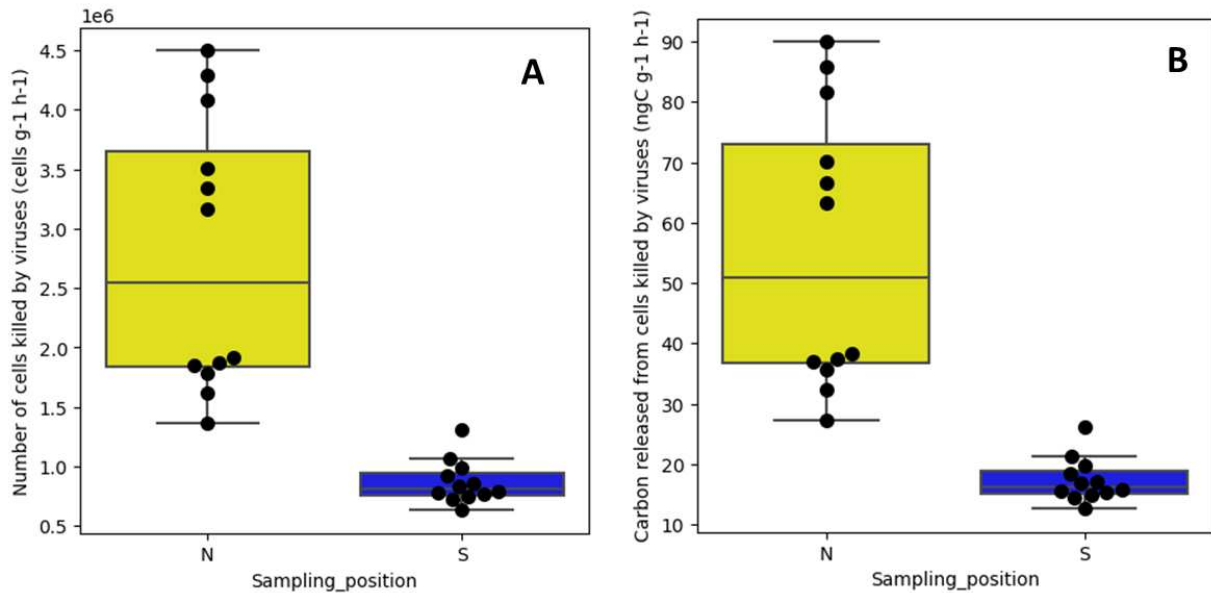 1e6
A
Number of cells killed by viruses (cells g-1 h-1)
4.5
4.0
3.5
3.0
2.5
2.0
1.5
1.0
0.5
N S
Sampling_position
B
Carbon released from cells killed by viruses (ngC g-1 h-1)
90
80
70
60
50
40
30
20
10
N S
Sampling_position